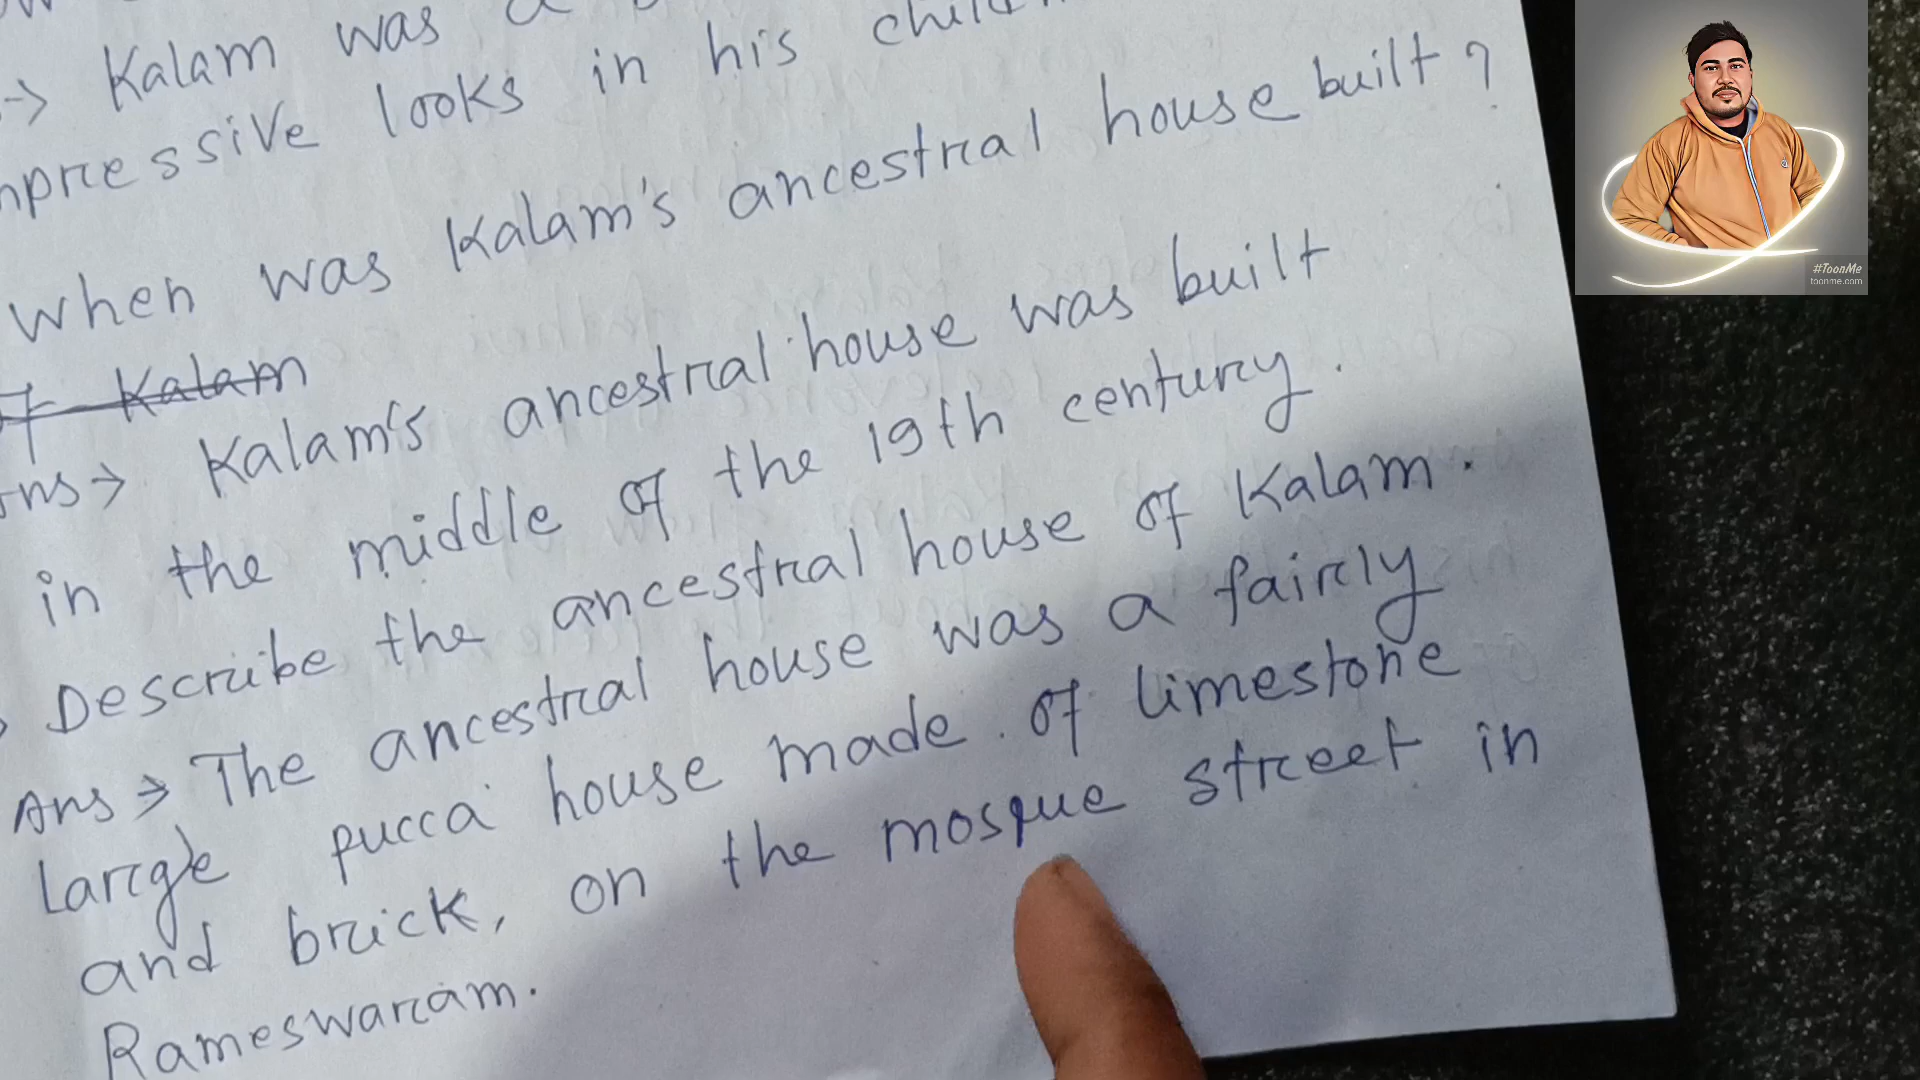 Kalam was a
impressive looks in his
When was Kalam's ancestral house built?
Kalam
Ans → Kalam's ancestral house was built
in the middle of the 19th century.
Describe the ancestral house of Kalam.
Ans → The ancestral house was a fairly
Large pucca house made of limestone
and brick, on the mosque street in
Rameswaram.
#ToonMe
toonme.com